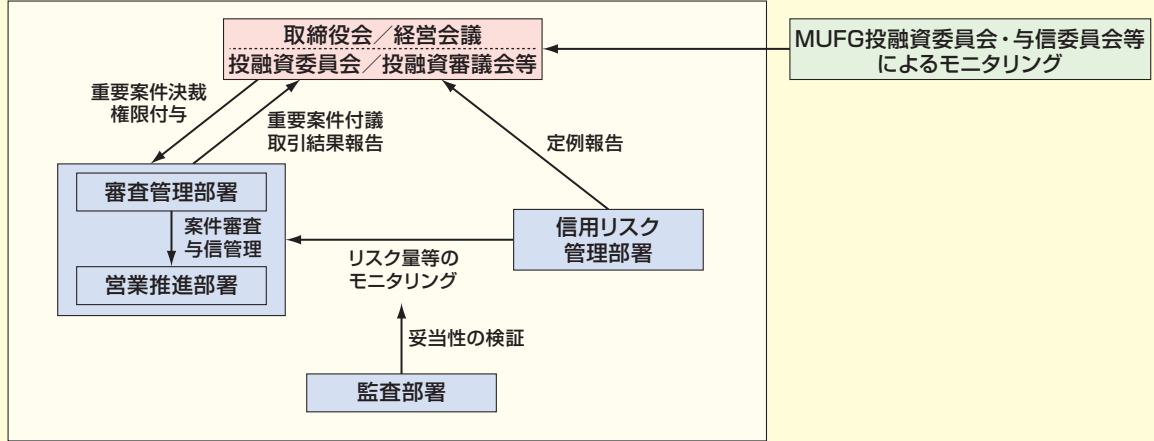 取締役会／経営会議
投融資委員会／投融資審議会等
MUFG投融資委員会・与信委員会等
によるモニタリング
重要案件決裁
権限付与
重要案件付議
取引結果報告
定例報告
審査管理部署
案件審査
与信管理
営業推進部署
信用リスク
管理部署
リスク量等の
モニタリング
妥当性の検証
監査部署